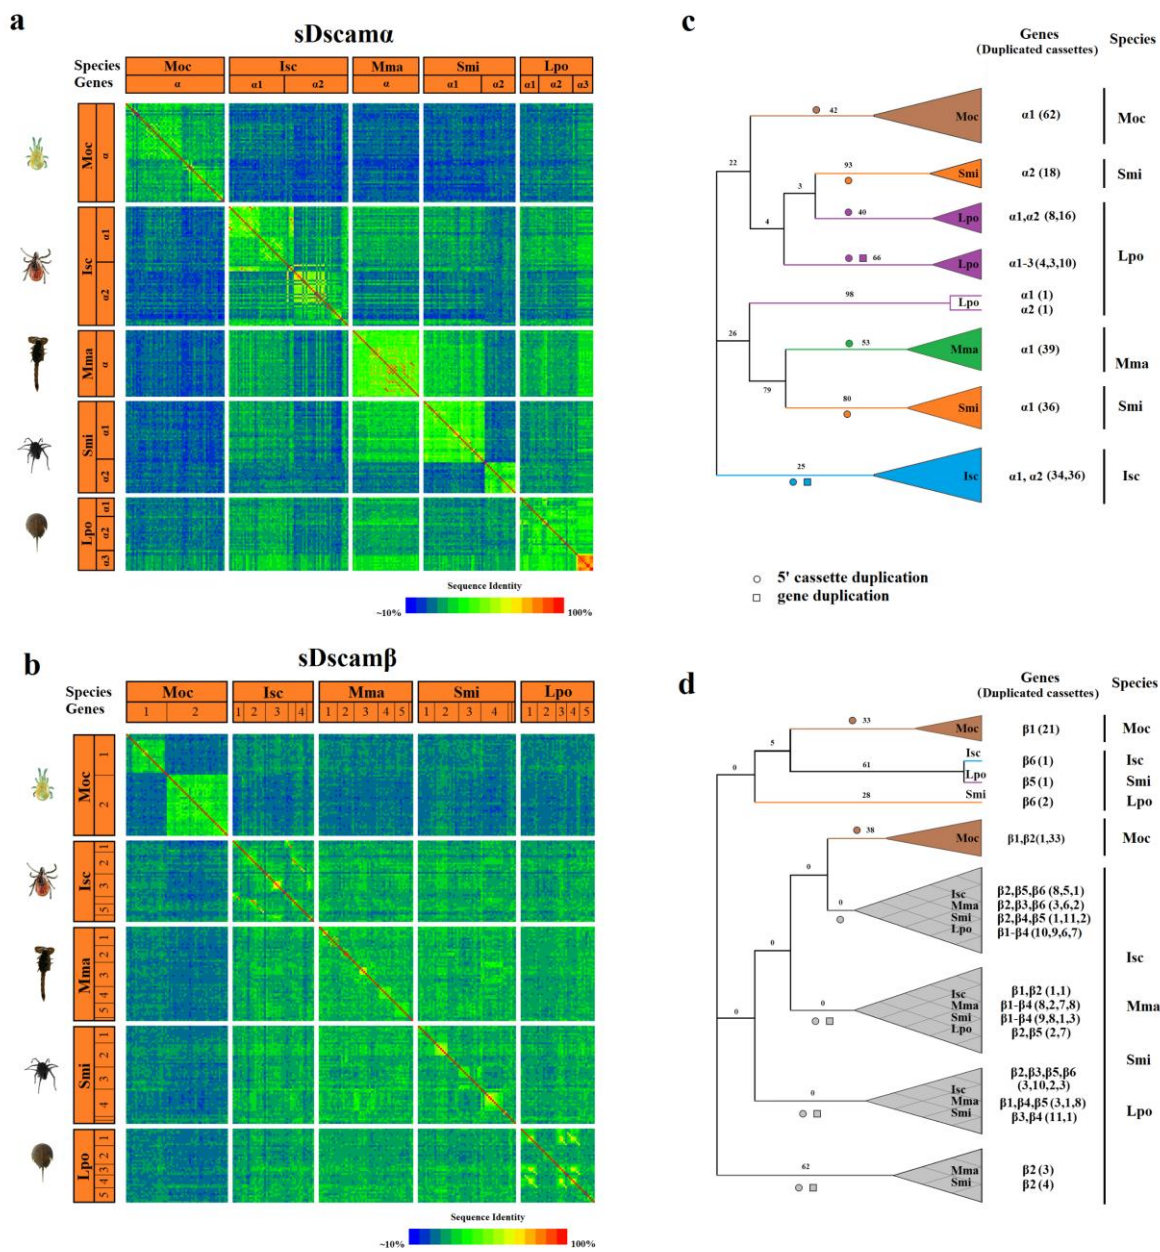 a
sDscamα
Species
Genes
Moc Isc Mma Smi Lpo
α α1 α2 α α1 α2 α1 α2 α3
Moc α
Isc α1 α2
Mma α
Smi α1 α2
Lpo α1 α2 α3
Sequence Identity
~10% 100%
b
sDscamβ
Species
Genes
Moc Isc Mma Smi Lpo
1 2 1 2 3 4 1 2 3 4 5 1 2 3 4 1 2 3 4 5
Moc 1 2
Isc 1 2 3 5
Mma 1 2 3 4 5
Smi 1 2 3 4
Lpo 1 2 3 4 5
Sequence Identity
~10% 100%
c
Genes
(Duplicated cassettes)
Species
42 Moc α1 (62) Moc
22
93 Smi α2 (18) Smi
3
40 Lpo α1,α2 (8,16)
4
Lpo
66 Lpo α1-3(4,3,10)
98 Lpo α1 (1)
α2 (1)
26
53 Mma α1 (39) Mma
79
80 Smi α1 (36) Smi
25 Isc α1, α2 (34,36) Isc
5' cassette duplication
gene duplication
d
Genes
(Duplicated cassettes)
Species
33 Moc β1 (21) Moc
5
Isc β6 (1) Isc
61
Lpo β5 (1) Smi
0
28 Smi β6 (2) Lpo
38 Moc β1,β2(1,33) Moc
0
0
Isc β2,β5,β6 (8,5,1)
Mma β2,β3,β6 (3,6,2)
Smi β2,β4,β5 (1,11,2)
Lpo β1-β4 (10,9,6,7)
0
Isc
0
Isc β1,β2 (1,1)
Mma β1-β4 (8,2,7,8)
Smi β1-β4 (9,8,1,3)
Lpo β2,β5 (2,7)
Mma
Smi
0
β2,β3,β5,β6
Isc (3,10,2,3)
Mma β1,β4,β5 (3,1,8)
Smi β3,β4 (11,1)
Lpo
62
Mma β2 (3)
Smi β2 (4)